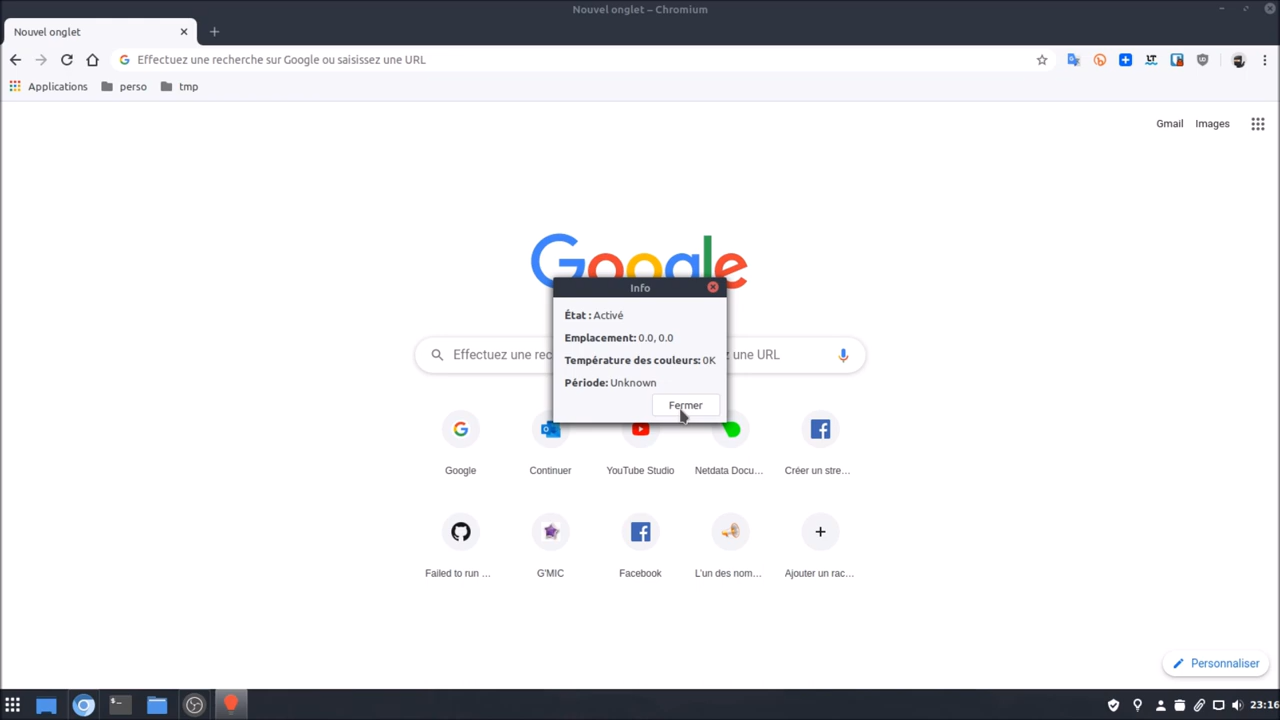 Nouvel onglet – Chromium
Nouvel onglet
Effectuez une recherche sur Google ou saisissez une URL
Applications
perso
tmp
Gmail
Images
Google
Info
État : Activé
Emplacement: 0.0, 0.0
Température des couleurs: 0K
Période: Unknown
Fermer
Effectuez une rec
ez une URL
Google
Continuer
YouTube Studio
Netdata Docu...
Créer un stre...
Failed to run ...
G'MIC
Facebook
L'un des nom...
Ajouter un rac...
Personnaliser
23:16